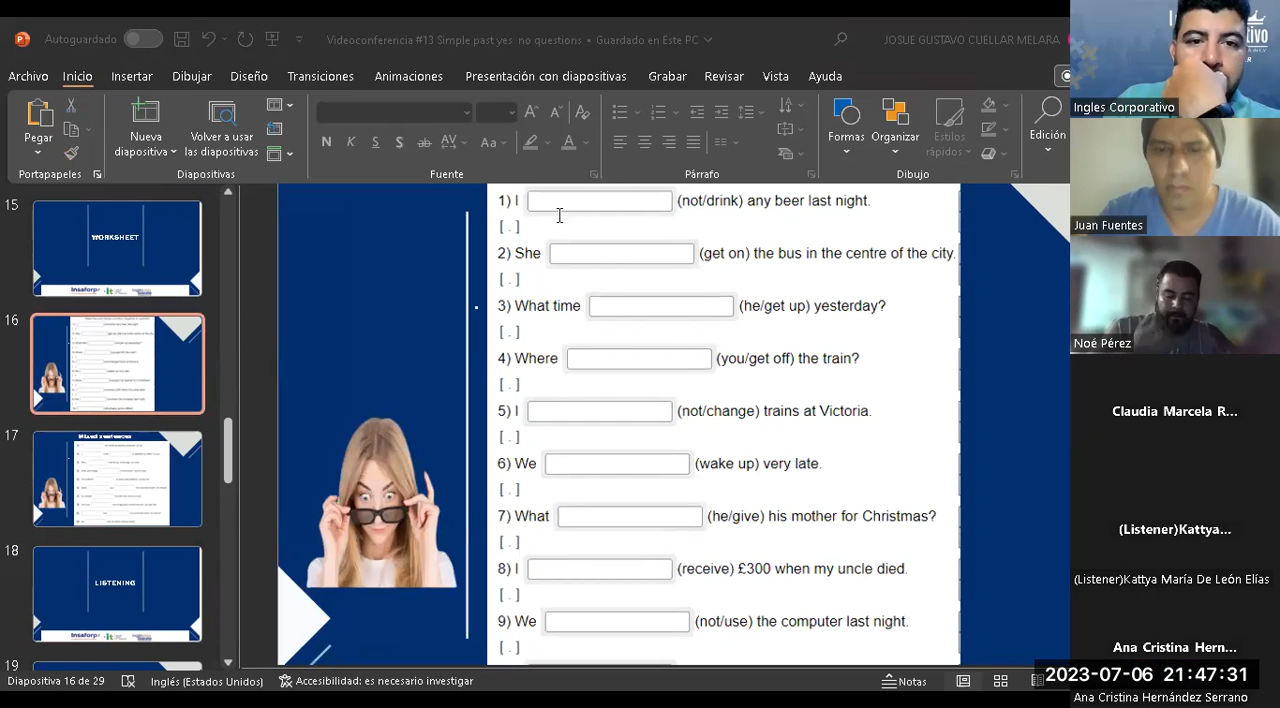 Autoguardado
Videoconferencia #13 Simple past yes no questions • Guardado en Este PC
JOSUE GUSTAVO CUELLAR MELARA
Archivo Inicio Insertar Dibujar Diseño Transiciones Animaciones Presentación con diapositivas Grabar Revisar Vista Ayuda
Pegar
Nueva diapositiva
Volver a usar las diapositivas
Formas
Organizar
Estilos rápidos
Edición
Portapapeles
Diapositivas
Fuente
Párrafo
Dibujo
15
WORKSHEET
Insaforp
16
17
Mixed sentences
18
LISTENING
Insaforp
19
1) I (not/drink) any beer last night.
[ . ]
2) She (get on) the bus in the centre of the city.
[ . ]
3) What time (he/get up) yesterday?
[ . ]
4) Where (you/get off) the train?
[ . ]
5) I (not/change) trains at Victoria.
[ . ]
6) We (wake up) very late.
[ . ]
7) What (he/give) his mother for Christmas?
[ . ]
8) I (receive) £300 when my uncle died.
[ . ]
9) We (not/use) the computer last night.
[ . ]
Diapositiva 16 de 29
Inglés (Estados Unidos)
Accesibilidad: es necesario investigar
Notas
Ingles Corporativo
Juan Fuentes
Noé Pérez
Claudia Marcela R...
(Listener)Kattya...
(Listener)Kattya María De León Elías
Ana Cristina Hern...
2023-07-06 21:47:31
Ana Cristina Hernández Serrano